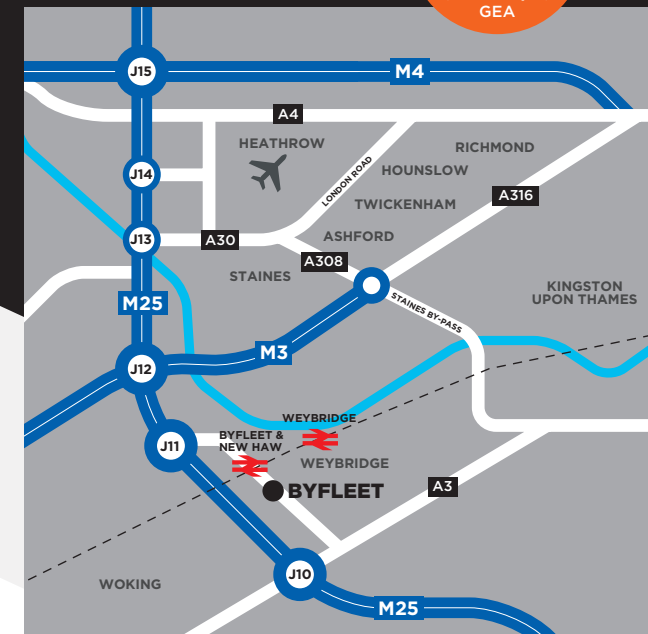 GEA
J15
M4
A4
HEATHROW
RICHMOND
HOUNSLOW
J14
LONDON ROAD
A316
TWICKENHAM
J13
A30
ASHFORD
A308
STAINES
KINGSTON
UPON THAMES
M25
STAINES BY-PASS
M3
J12
WEYBRIDGE
BYFLEET &
NEW HAW
J11
WEYBRIDGE
BYFLEET
A3
J10
WOKING
M25